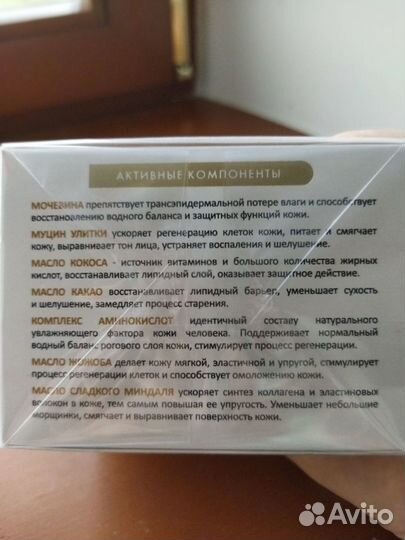 АКТИВНЫЕ КОМПОНЕНТЫ
МОЧЕВИНА препятствует трансэпидермальной потере влаги и способствует
восстановлению водного баланса и защитных функций кожи.
МУЦИН УЛИТКИ ускоряет регенерацию клеток кожи, питает и смягчает
кожу, выравнивает тон лица, устраняет воспаления и шелушение.
МАСЛО КОКОСА - источник витаминов и большого количества жирных
кислот, восстанавливает липидный слой, оказывает защитное действие.
МАСЛО КАКАО восстанавливает липидный барьер, уменьшает сухость
и шелушение, замедляет процесс старения.
КОМПЛЕКС АМИНОКИСЛОТ идентичный составу натурального
увлажняющего фактора кожи человека. Поддерживает нормальный
водный баланс рогового слоя кожи, стимулирует процесс регенерации.
МАСЛО ЖОЖОБА делает кожу мягкой, эластичной и упругой, стимулирует
процесс регенерации клеток и способствует омоложению кожи.
МАСЛО СЛАДКОГО МИНДАЛЯ ускоряет синтез коллагена и эластиновых
волокон в коже, тем самым повышая ее упругость. Уменьшает небольшие
морщинки, смягчает и выравнивает поверхность кожи.
Avito